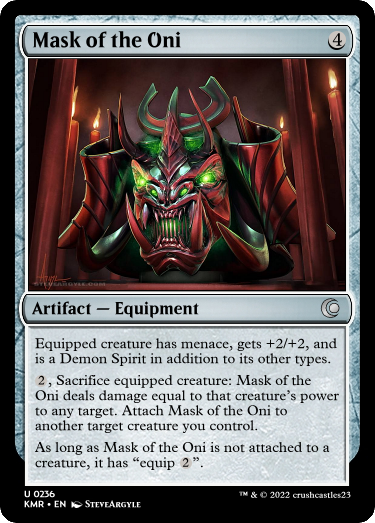 Mask of the Oni 4
STEVEARGYLE.COM
Artifact — Equipment
Equipped creature has menace, gets +2/+2, and
is a Demon Spirit in addition to its other types.
2, Sacrifice equipped creature: Mask of the
Oni deals damage equal to that creature's power
to any target. Attach Mask of the Oni to
another target creature you control.
As long as Mask of the Oni is not attached to a
creature, it has “equip 2”.
U 0236
KMR • EN STEVEARGYLE
™ & © 2022 crushcastles23